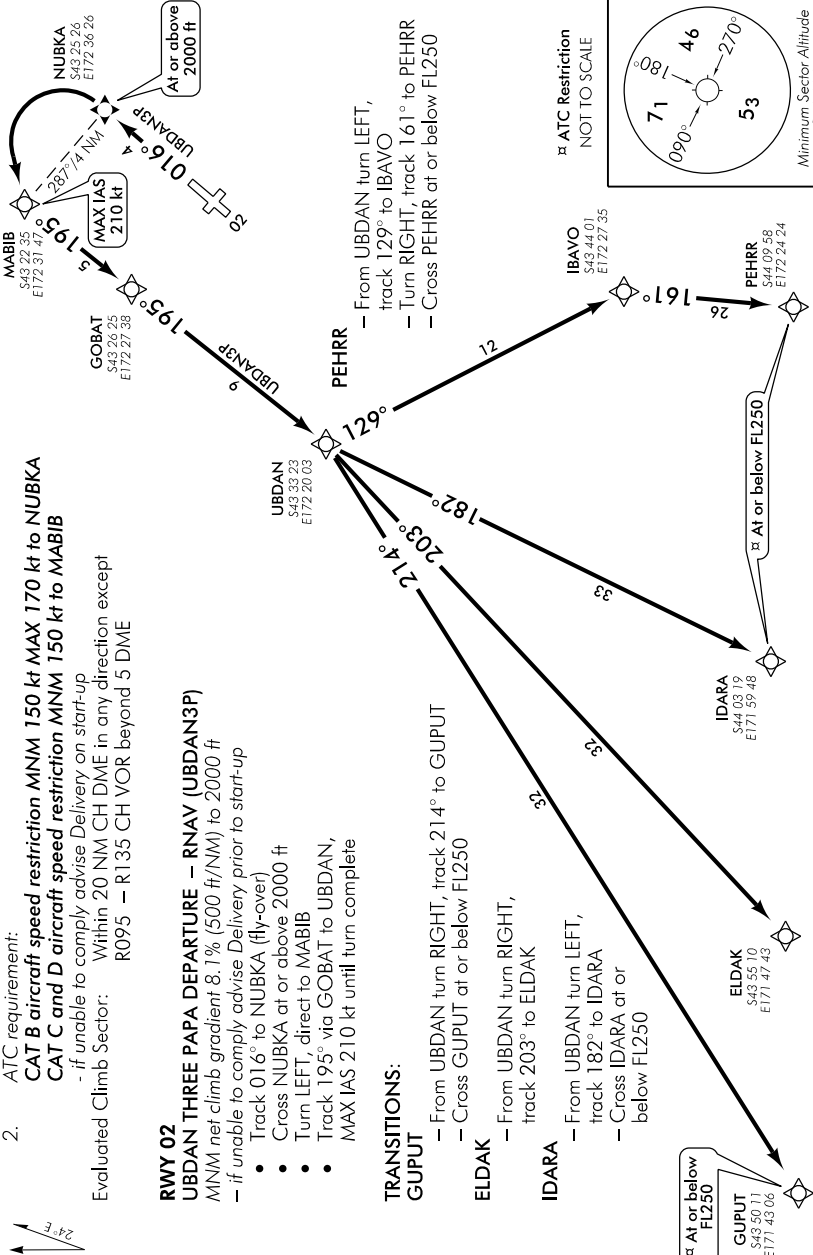 2. ATC requirement:
CAT B aircraft speed restriction MNM 150 kt MAX 170 kt to NUBKA
CAT C and D aircraft speed restriction MNM 150 kt to MABIB
- if unable to comply advise Delivery on start-up
Evaluated Climb Sector: Within 20 NM CH DME in any direction except
R095 – R135 CH VOR beyond 5 DME
RWY 02
UBDAN THREE PAPA DEPARTURE – RNAV (UBDAN3P)
MNM net climb gradient 8.1% (500 ft/NM) to 2000 ft
– if unable to comply advise Delivery prior to start-up
• Track 016° to NUBKA (fly-over)
• Cross NUBKA at or above 2000 ft
• Turn LEFT, direct to MABIB
• Track 195° via GOBAT to UBDAN,
MAX IAS 210 kt until turn complete
TRANSITIONS:
GUPUT
– From UBDAN turn RIGHT, track 214° to GUPUT
– Cross GUPUT at or below FL250
ELDAK
– From UBDAN turn RIGHT,
track 203° to ELDAK
IDARA
– From UBDAN turn LEFT,
track 182° to IDARA
– Cross IDARA at or
below FL250
PEHRR
– From UBDAN turn LEFT,
track 129° to IBAVO
– Turn RIGHT, track 161° to PEHRR
– Cross PEHRR at or below FL250
24°E
MABIB
S43 22 35
E172 31 47
MAX IAS
210 kt
287°/4 NM
NUBKA
S43 25 26
E172 36 26
At or above
2000 ft
016°
4
UBDAN3P
02
195°
5
GOBAT
S43 26 25
E172 27 38
195°
9
UBDAN3P
UBDAN
S43 33 23
E172 20 03
129°
12
IBAVO
S43 44 01
E172 27 35
161°
26
PEHRR
S44 09 58
E172 24 24
182°
33
IDARA
S44 03 19
E171 59 48
¤ At or below FL250
203°
32
ELDAK
S43 55 10
E171 47 43
214°
32
GUPUT
S43 50 11
E171 43 06
¤ At or below
FL250
¤ ATC Restriction
NOT TO SCALE
180°
090°
270°
71
46
53
Minimum Sector Altitude